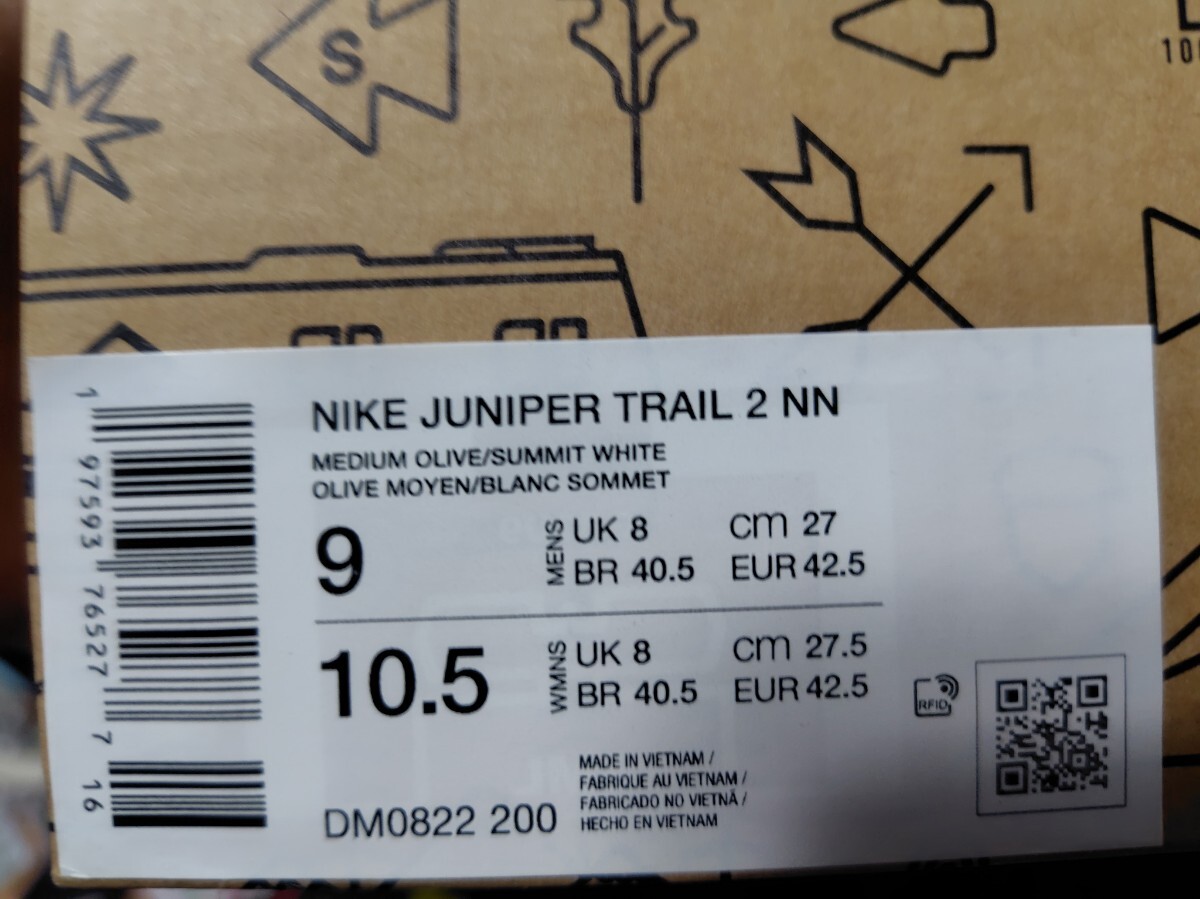 S
10
NIKE JUNIPER TRAIL 2 NN
MEDIUM OLIVE/SUMMIT WHITE
OLIVE MOYEN/BLANC SOMMET
9
MENS
UK 8 cm 27
BR 40.5 EUR 42.5
10.5
WMNS
UK 8 cm 27.5
BR 40.5 EUR 42.5
RFID
MADE IN VIETNAM /
FABRIQUE AU VIETNAM /
FABRICADO NO VIETNÃ /
HECHO EN VIETNAM
DM0822 200
1 97593 76527 7 16